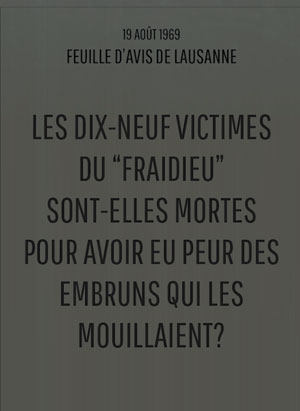 19 AOÛT 1969
FEUILLE D'AVIS DE LAUSANNE
LES DIX-NEUF VICTIMES
DU “FRAIDIEU”
SONT-ELLES MORTES
POUR AVOIR EU PEUR DES
EMBRUNS QUI LES
MOUILLAIENT?